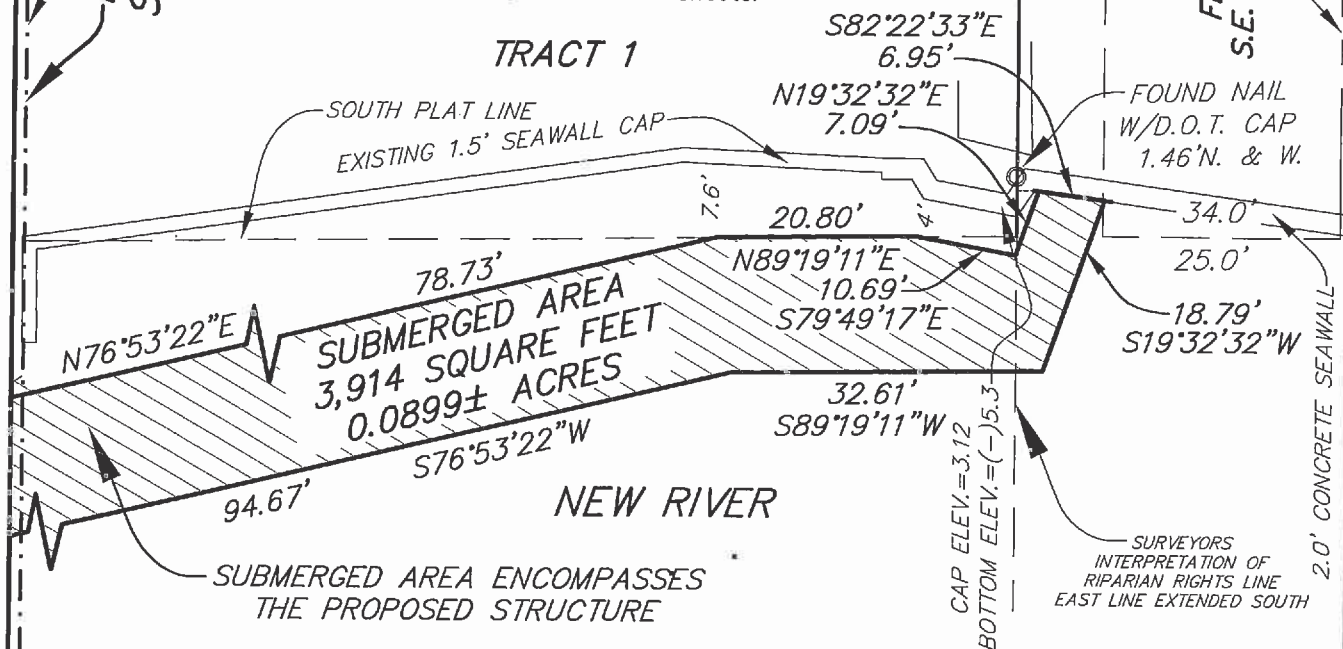 TRACT 1
S82°22'33"E
6.95'
N19°32'32"E
7.09'
FOUND NAIL
W/D.O.T. CAP
1.46'N. & W.
S.E.
SOUTH PLAT LINE
EXISTING 1.5' SEAWALL CAP
7.6'
20.80'
4'
34.0'
25.0'
N89°19'11"E
10.69'
S79°49'17"E
78.73'
N76°53'22"E
SUBMERGED AREA
3,914 SQUARE FEET
0.0899± ACRES
18.79'
S19°32'32"W
32.61'
S89°19'11"W
S76°53'22"W
94.67'
NEW RIVER
CAP ELEV.=3.12
BOTTOM ELEV.=(-)5.3
2.0' CONCRETE SEAWALL
SURVEYORS
INTERPRETATION OF
RIPARIAN RIGHTS LINE
EAST LINE EXTENDED SOUTH
SUBMERGED AREA ENCOMPASSES
THE PROPOSED STRUCTURE